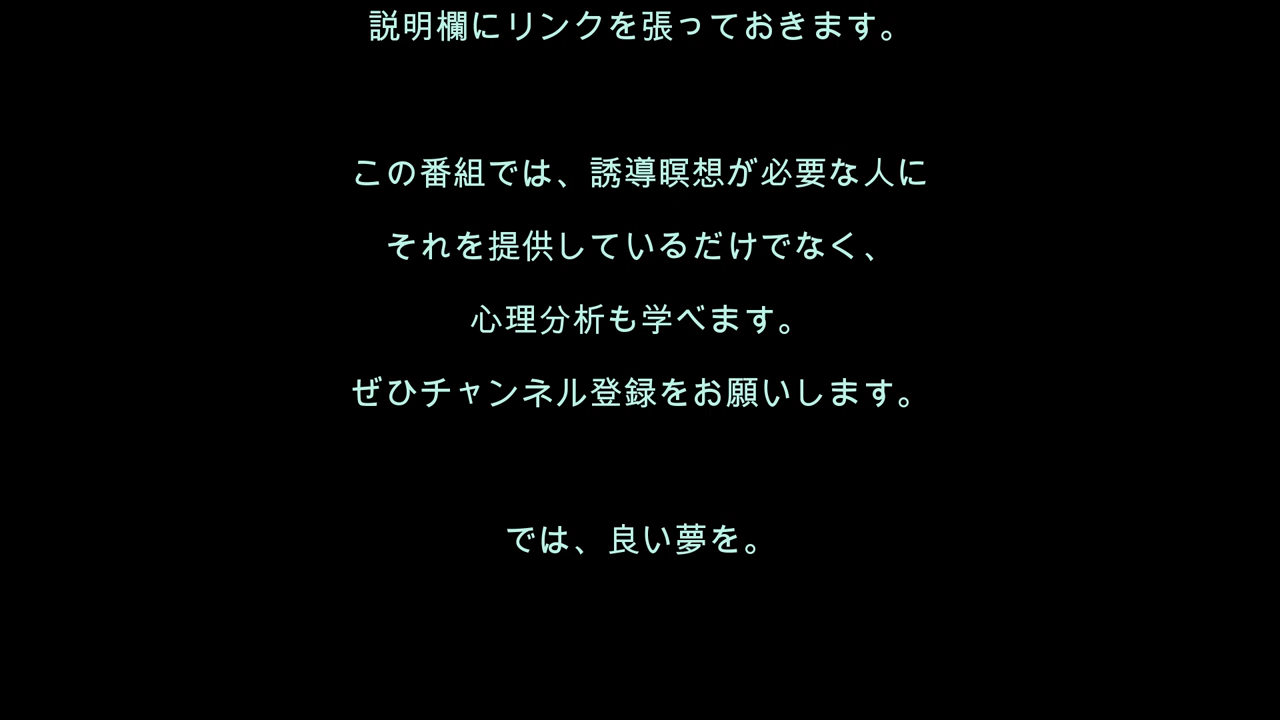 説明欄にリンクを張っておきます。
この番組では、誘導瞑想が必要な人に
それを提供しているだけでなく、
心理分析も学べます。
ぜひチャンネル登録をお願いします。
では、良い夢を。